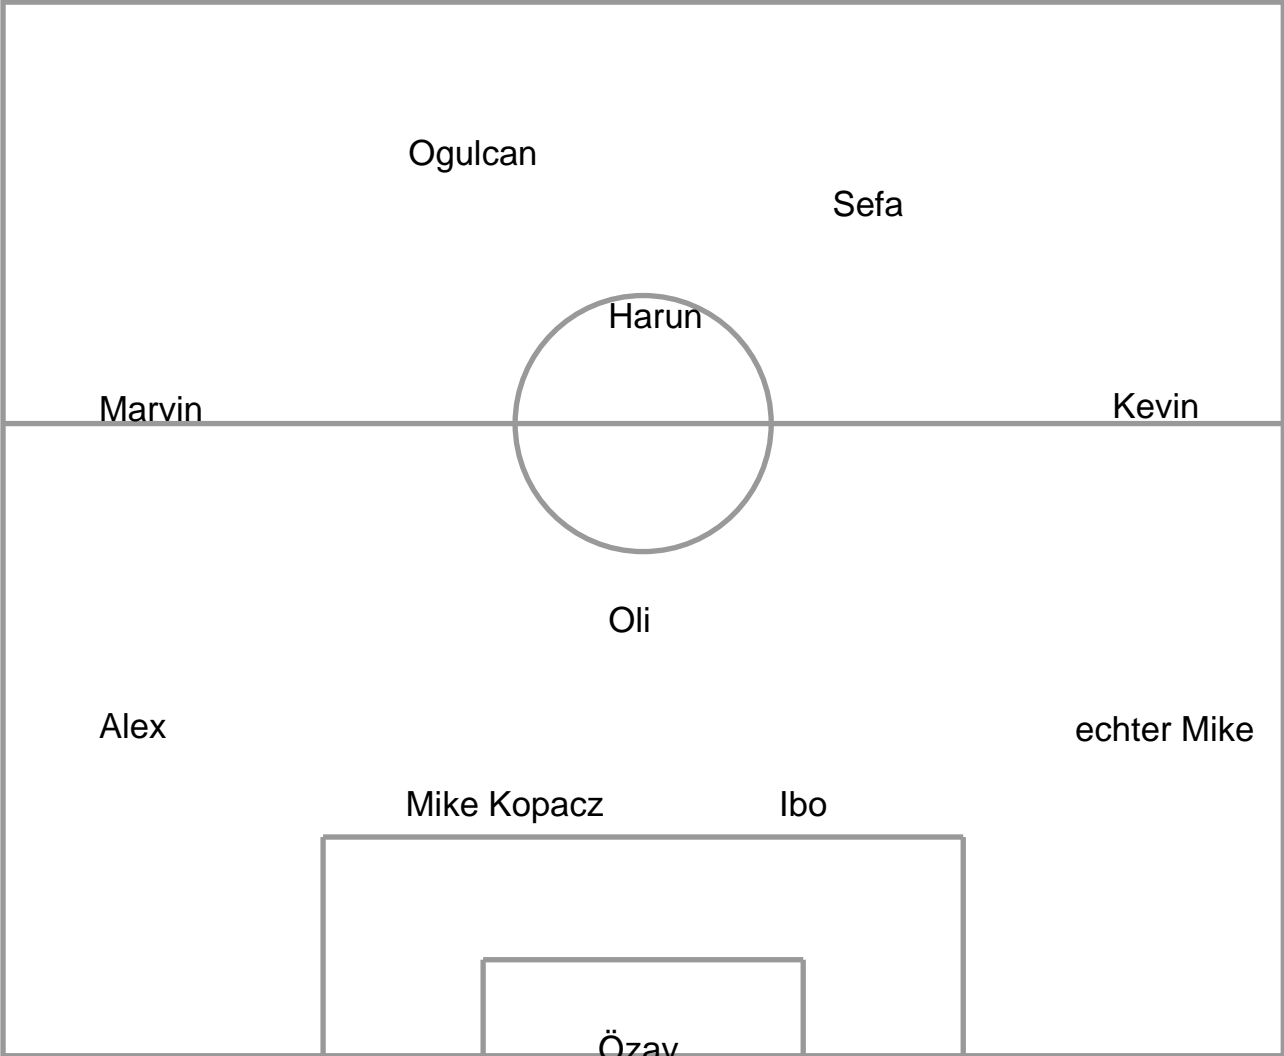 Ogulcan
Sefa
Harun
Marvin
Kevin
Oli
Alex
echter Mike
Mike Kopacz
Ibo
Özay